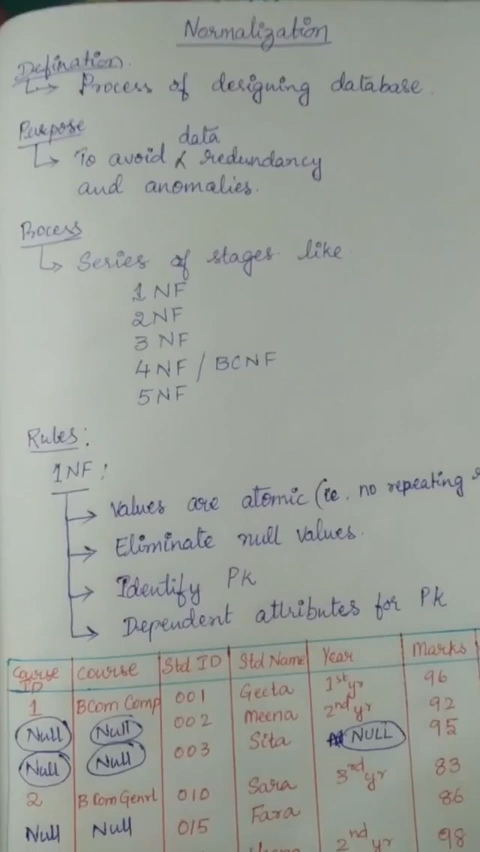 Normalization
Defination.
↳ Process of designing database.
Purpose
data
↳ To avoid ⁁ redundancy
and anomalies.
Process
↳ Series of stages like
1 NF
2 NF
3 NF
4 NF / BCNF
5 NF
Rules:
1NF:
→ Values are atomic (ie. no repeating
→ Eliminate null values.
→ Identify PK
→ Dependent attributes for PK
Course ID Course Std ID Std Name Year Marks
1 BCom Comp 001 Geeta 1st yr 96
Null Null 002 Meena 2nd yr 92
Null Null 003 Sita NULL 95
2 B Com Genrl 010 Sara 3rd yr 83
Null Null 015 Fara 86
2nd yr 98